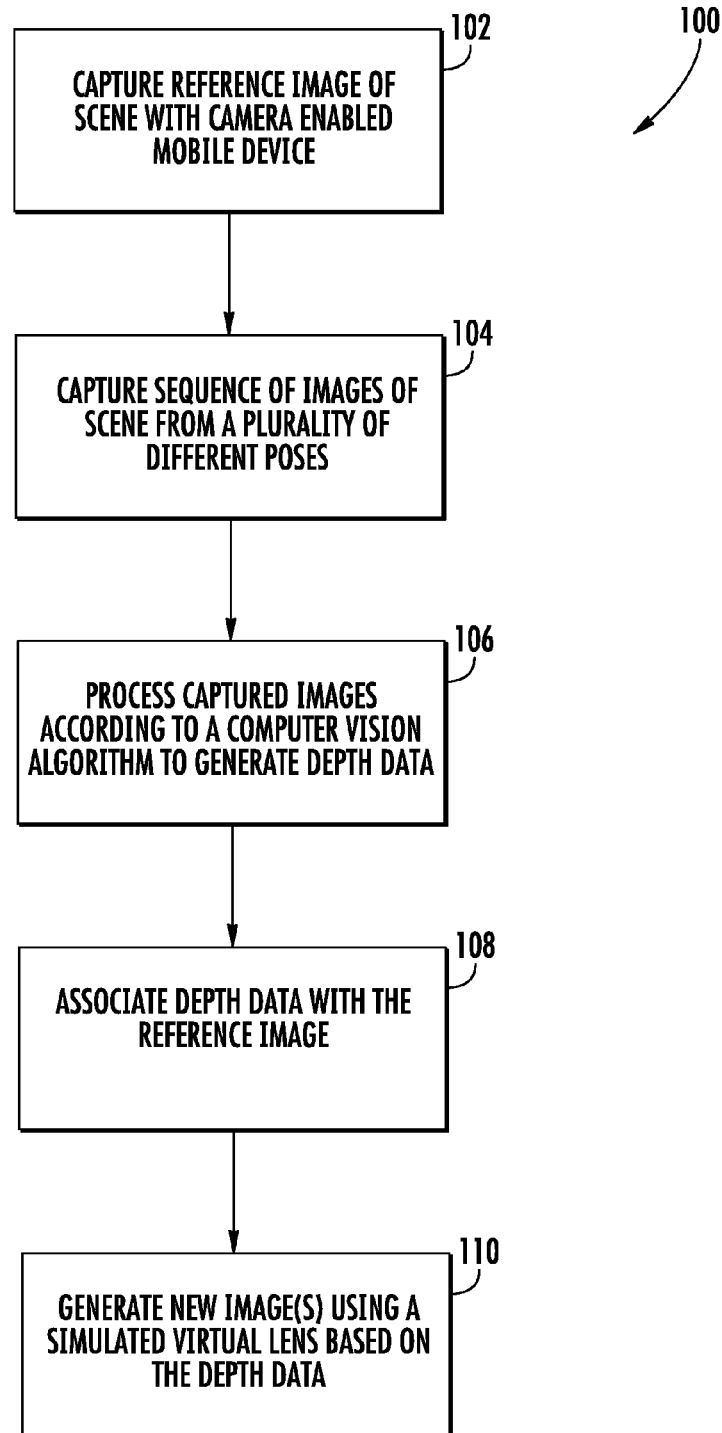 100
102
CAPTURE REFERENCE IMAGE OF
SCENE WITH CAMERA ENABLED
MOBILE DEVICE
104
CAPTURE SEQUENCE OF IMAGES OF
SCENE FROM A PLURALITY OF
DIFFERENT POSES
106
PROCESS CAPTURED IMAGES
ACCORDING TO A COMPUTER VISION
ALGORITHM TO GENERATE DEPTH DATA
108
ASSOCIATE DEPTH DATA WITH THE
REFERENCE IMAGE
110
GENERATE NEW IMAGE(S) USING A
SIMULATED VIRTUAL LENS BASED ON
THE DEPTH DATA